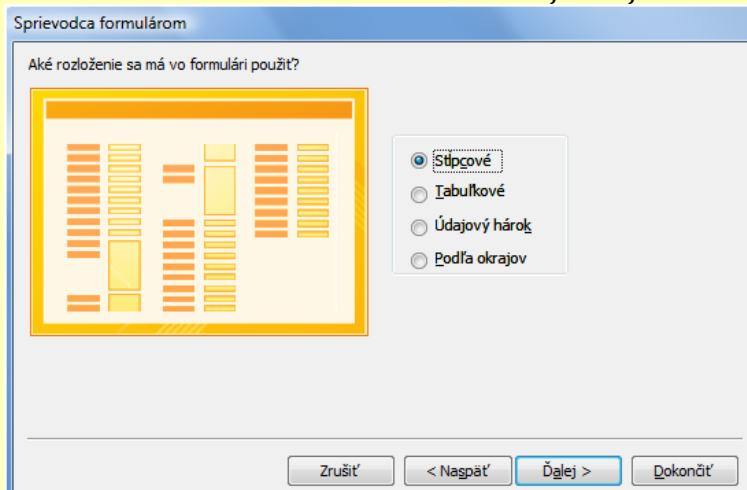 Sprievodca formulárom
Aké rozloženie sa má vo formulári použiť?
Stĺpcové
Tabuľkové
Údajový hárok
Podľa okrajov
Zrušiť
< Naspäť
Ďalej >
Dokončiť